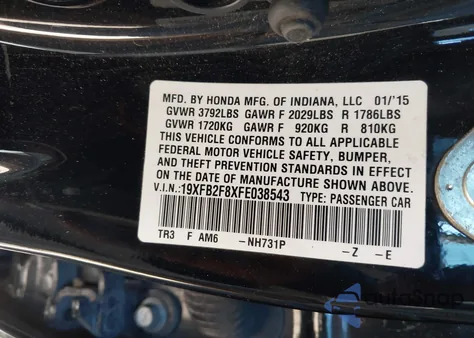 MFD. BY HONDA MFG. OF INDIANA, LLC 01/'15
GVWR 3792LBS GAWR F 2029LBS R 1786LBS
GVWR 1720KG GAWR F 920KG R 810KG
THIS VEHICLE CONFORMS TO ALL APPLICABLE
FEDERAL MOTOR VEHICLE SAFETY, BUMPER,
AND THEFT PREVENTION STANDARDS IN EFFECT
ON THE DATE OF MANUFACTURE SHOWN ABOVE.
V.I.N.:19XFB2F8XFE038543 TYPE: PASSENGER CAR
TR3 F AM6 -NH731P -Z -E
AutoSnap